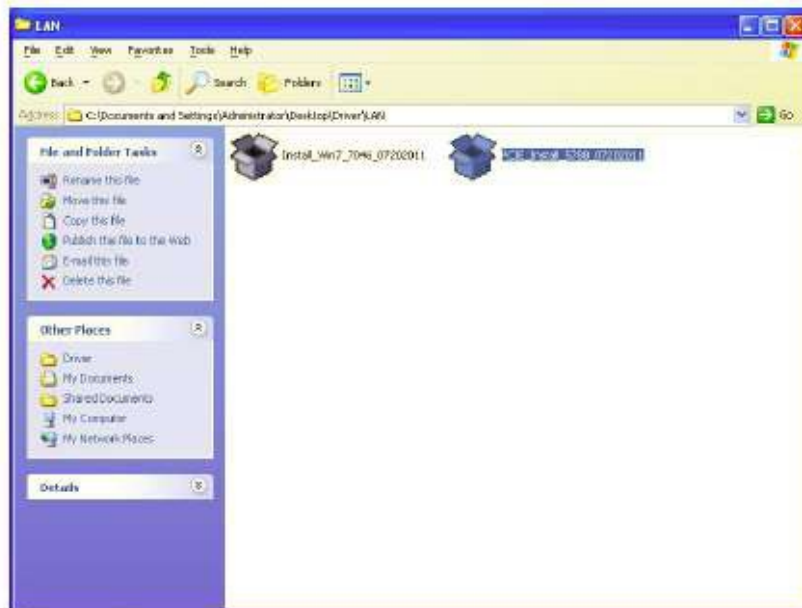 LAN
File Edit View Favorites Tools Help
Back Search Folders
Address C:\Documents and Settings\Administrator\Desktop\Driver\LAN Go
File and Folder Tasks
Rename this file
Move this file
Copy this file
Publish this file to the Web
E-mail this file
Delete this file
Other Places
Driver
My Documents
Shared Documents
My Computer
My Network Places
Details
Install_Win7_7046_07202011